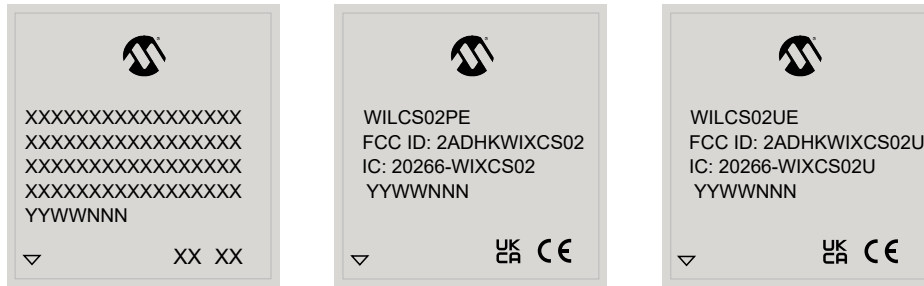 XXXXXXXXXXXXXXXXX
XXXXXXXXXXXXXXXXX
XXXXXXXXXXXXXXXXX
XXXXXXXXXXXXXXXXX
YYWWNNN
XX XX
WILCS02PE
FCC ID: 2ADHKWIXCS02
IC: 20266-WIXCS02
YYWWNNN
UK
CA CE
WILCS02UE
FCC ID: 2ADHKWIXCS02U
IC: 20266-WIXCS02U
YYWWNNN
UK
CA CE